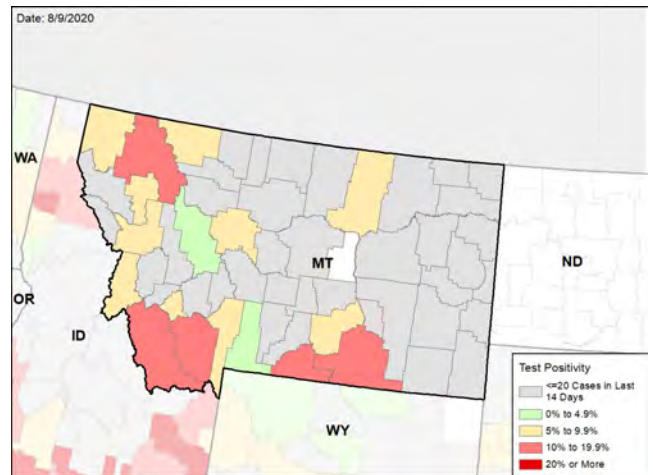 Date: 8/9/2020
WA
MT
ND
OR
ID
WY
Test Positivity
<=20 Cases in Last
14 Days
0% to 4.9%
5% to 9.9%
10% to 19.9%
20% or More